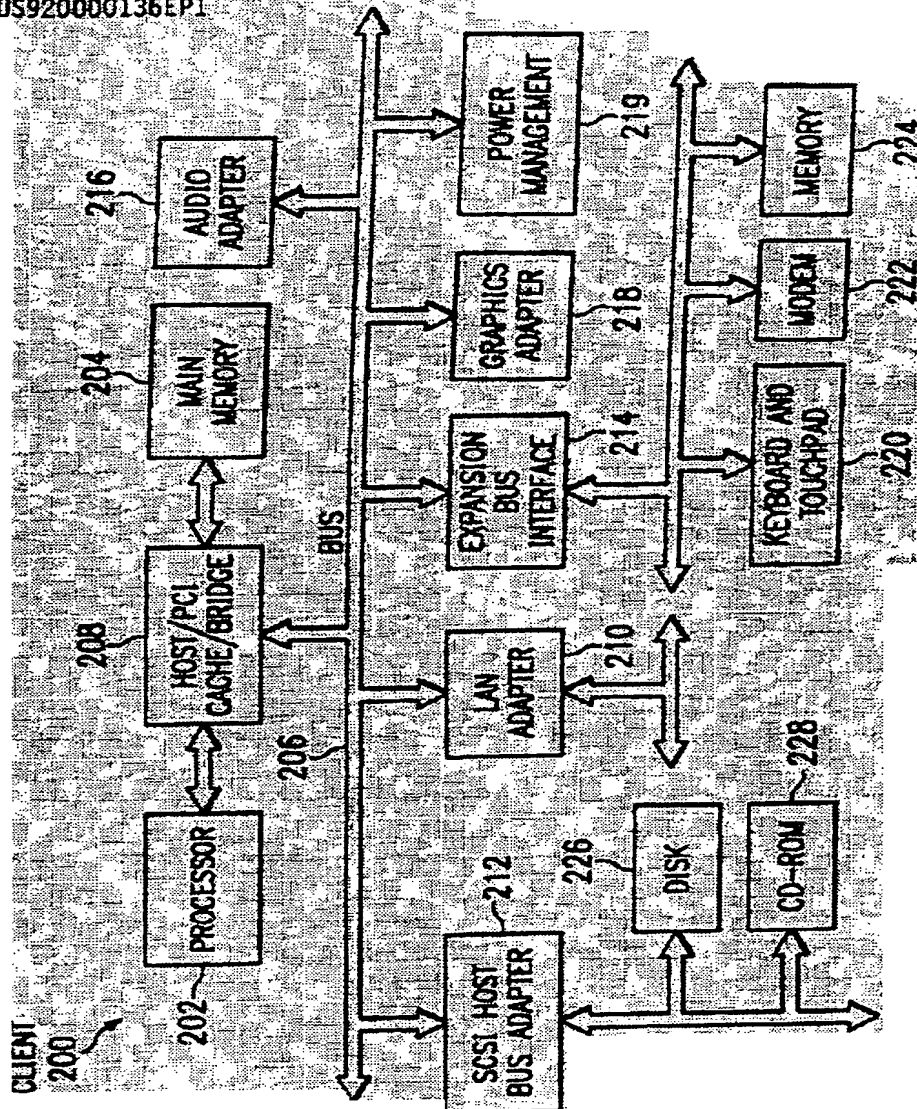 US920000136EP1
CLIENT
200
PROCESSOR
202
HOST/PCI
CACHE/BRIDGE
208
MAIN
MEMORY
204
AUDIO
ADAPTER
216
206
BUS
SCSI HOST
BUS ADAPTER
212
LAN
ADAPTER
210
EXPANSION
BUS
INTERFACE
214
GRAPHICS
ADAPTER
218
POWER
MANAGEMENT
219
DISK
226
CD-ROM
228
KEYBOARD AND
TOUCHPAD
220
MODEM
222
MEMORY
224